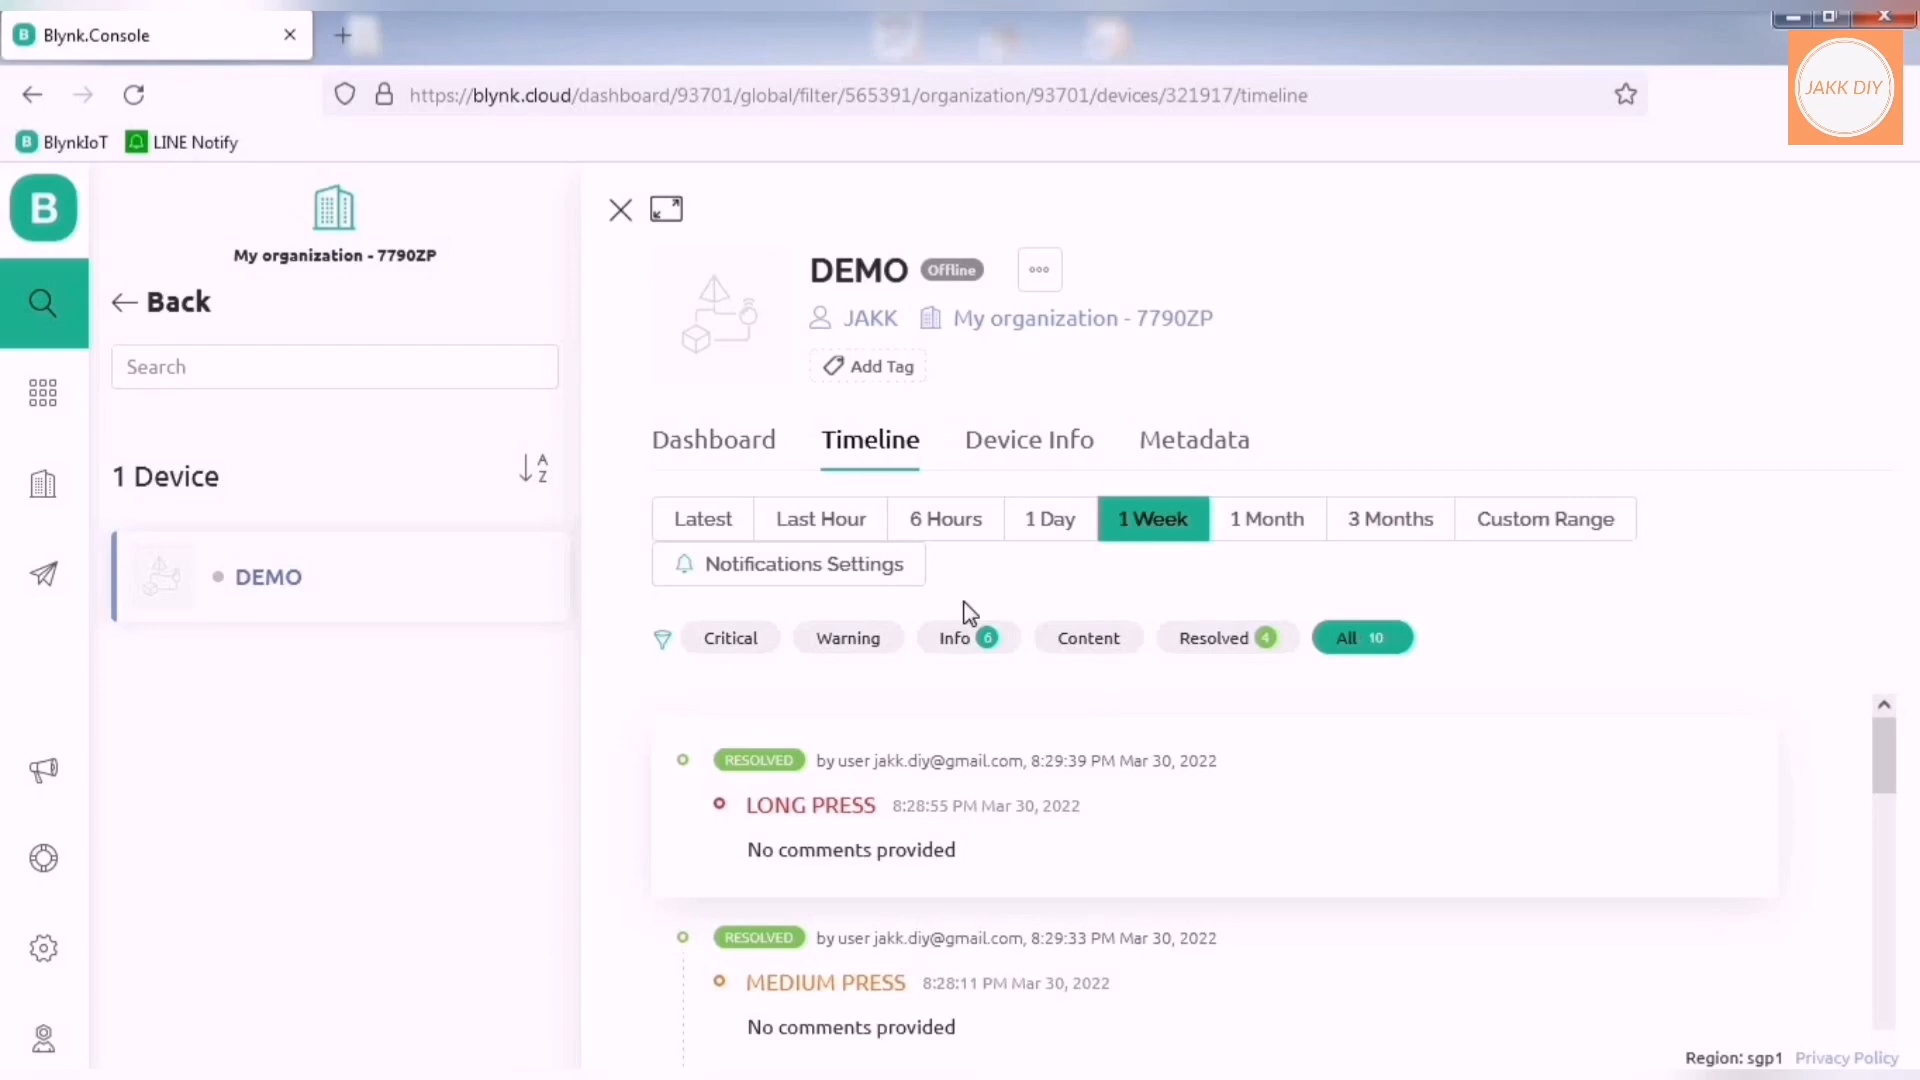 Blynk.Console
JAKK DIY
https://blynk.cloud/dashboard/93701/global/filter/565391/organization/93701/devices/321917/timeline
BlynkIoT LINE Notify
B
My organization - 7790ZP
Back
Search
1 Device
A
Z
DEMO
DEMO Offline
JAKK My organization - 7790ZP
Add Tag
Dashboard Timeline Device Info Metadata
Latest Last Hour 6 Hours 1 Day 1 Week 1 Month 3 Months Custom Range
Notifications Settings
Critical Warning Info 6 Content Resolved 4 All 10
RESOLVED by user jakk.diy@gmail.com, 8:29:39 PM Mar 30, 2022
LONG PRESS 8:28:55 PM Mar 30, 2022
No comments provided
RESOLVED by user jakk.diy@gmail.com, 8:29:33 PM Mar 30, 2022
MEDIUM PRESS 8:28:11 PM Mar 30, 2022
No comments provided
Region: sgp1 Privacy Policy